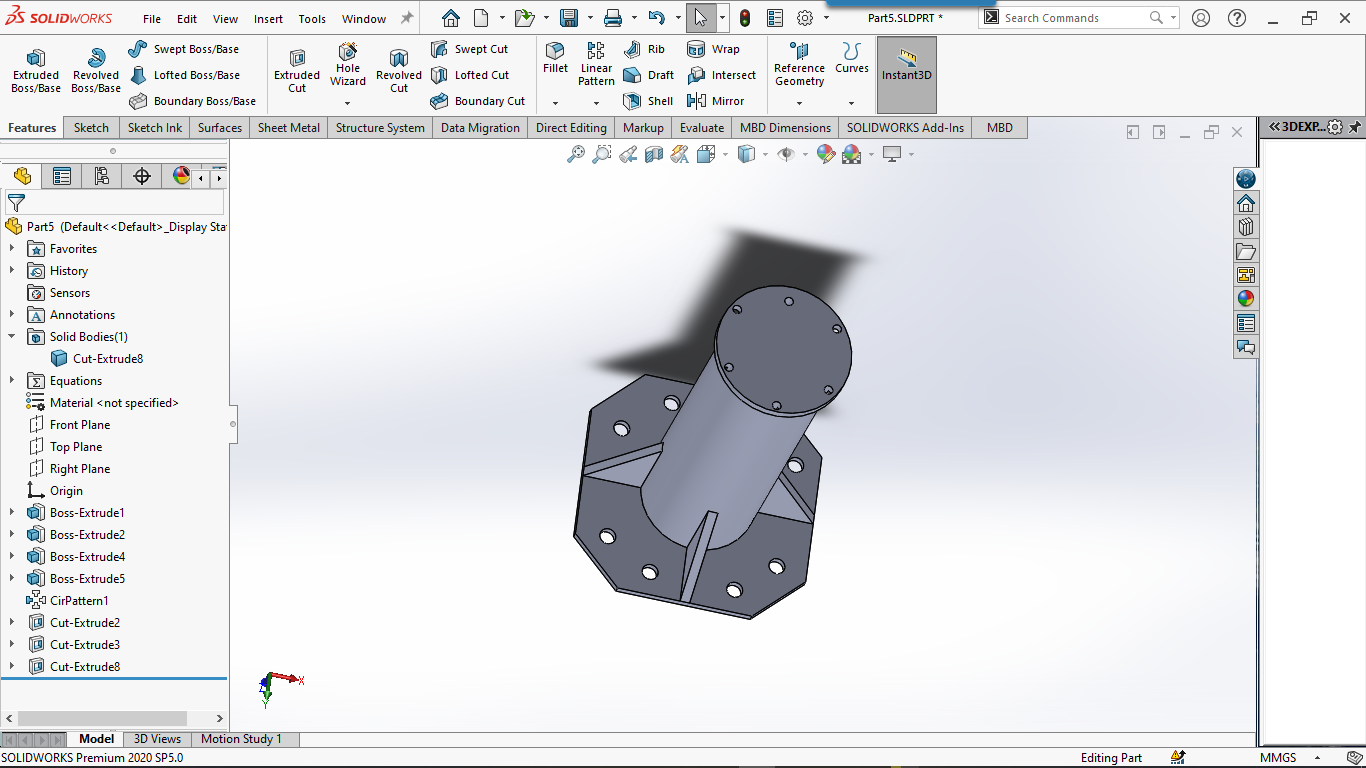 SOLIDWORKS File Edit View Insert Tools Window Part5.SLDPRT * Search Commands
Extruded Boss/Base
Revolved Boss/Base
Swept Boss/Base
Lofted Boss/Base
Boundary Boss/Base
Extruded Cut
Hole Wizard
Revolved Cut
Swept Cut
Lofted Cut
Boundary Cut
Fillet
Linear Pattern
Rib
Draft
Shell
Wrap
Intersect
Mirror
Reference Geometry
Curves
Instant3D
Features Sketch Sketch Ink Surfaces Sheet Metal Structure System Data Migration Direct Editing Markup Evaluate MBD Dimensions SOLIDWORKS Add-Ins MBD
3DEXP...
Part5 (Default<<Default>_Display Sta
Favorites
History
Sensors
Annotations
Solid Bodies(1)
Cut-Extrude8
Equations
Material <not specified>
Front Plane
Top Plane
Right Plane
Origin
Boss-Extrude1
Boss-Extrude2
Boss-Extrude4
Boss-Extrude5
CirPattern1
Cut-Extrude2
Cut-Extrude3
Cut-Extrude8
X
Y
Z
Model 3D Views Motion Study 1
SOLIDWORKS Premium 2020 SP5.0 Editing Part MMGS